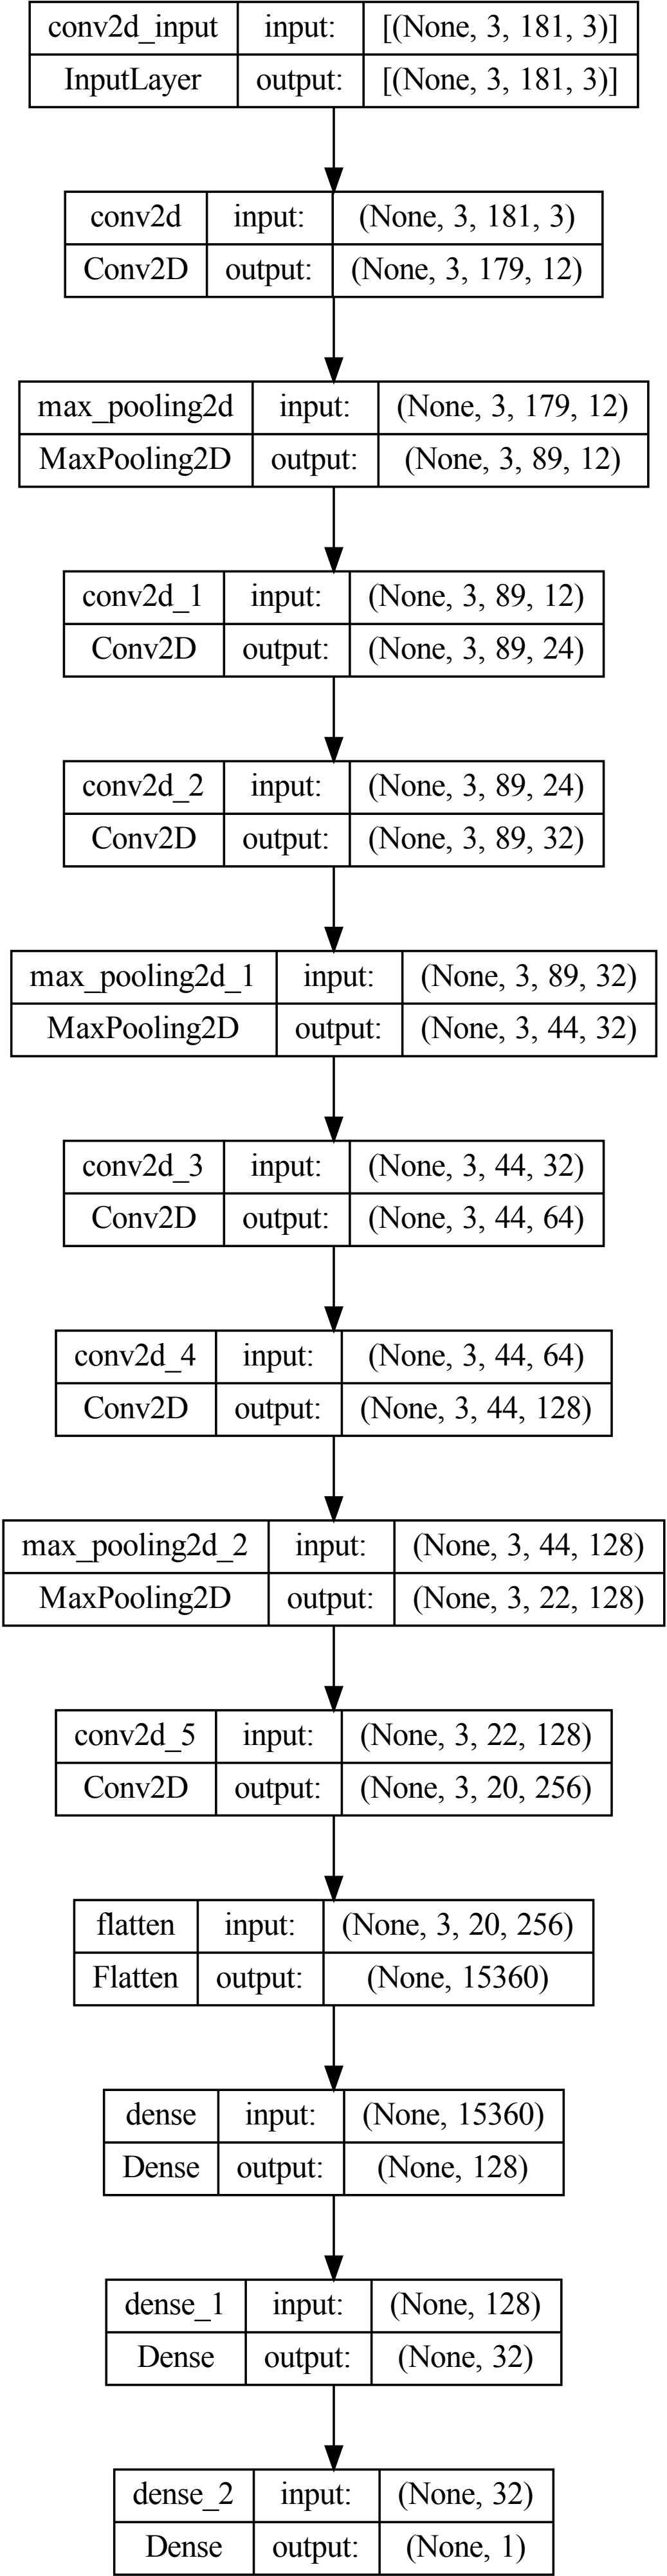 conv2d_input input: [(None, 3, 181, 3)]
InputLayer output: [(None, 3, 181, 3)]
conv2d input: (None, 3, 181, 3)
Conv2D output: (None, 3, 179, 12)
max_pooling2d input: (None, 3, 179, 12)
MaxPooling2D output: (None, 3, 89, 12)
conv2d_1 input: (None, 3, 89, 12)
Conv2D output: (None, 3, 89, 24)
conv2d_2 input: (None, 3, 89, 24)
Conv2D output: (None, 3, 89, 32)
max_pooling2d_1 input: (None, 3, 89, 32)
MaxPooling2D output: (None, 3, 44, 32)
conv2d_3 input: (None, 3, 44, 32)
Conv2D output: (None, 3, 44, 64)
conv2d_4 input: (None, 3, 44, 64)
Conv2D output: (None, 3, 44, 128)
max_pooling2d_2 input: (None, 3, 44, 128)
MaxPooling2D output: (None, 3, 22, 128)
conv2d_5 input: (None, 3, 22, 128)
Conv2D output: (None, 3, 20, 256)
flatten input: (None, 3, 20, 256)
Flatten output: (None, 15360)
dense input: (None, 15360)
Dense output: (None, 128)
dense_1 input: (None, 128)
Dense output: (None, 32)
dense_2 input: (None, 32)
Dense output: (None, 1)